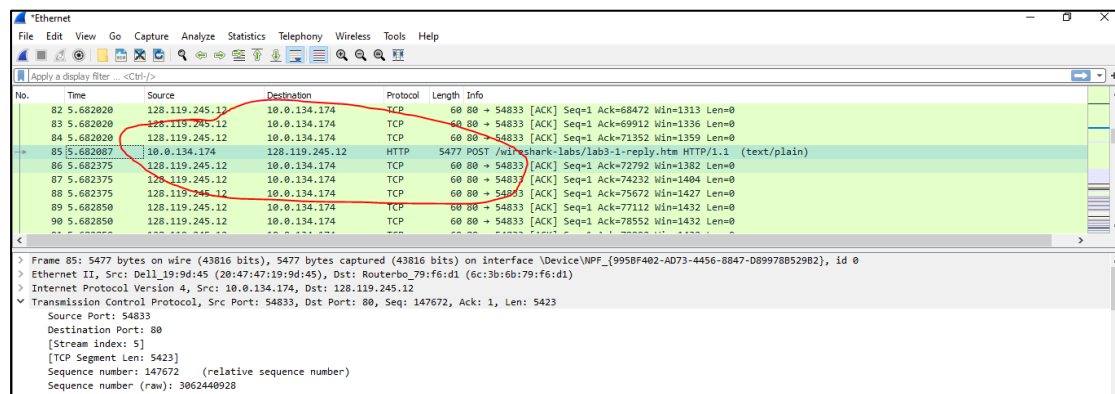 *Ethernet
File Edit View Go Capture Analyze Statistics Telephony Wireless Tools Help
Apply a display filter ... <Ctrl-/>
No. Time Source Destination Protocol Length Info
82 5.682020 128.119.245.12 10.0.134.174 TCP 60 80 → 54833 [ACK] Seq=1 Ack=68472 Win=1313 Len=0
83 5.682020 128.119.245.12 10.0.134.174 TCP 60 80 → 54833 [ACK] Seq=1 Ack=69912 Win=1336 Len=0
84 5.682020 128.119.245.12 10.0.134.174 TCP 60 80 → 54833 [ACK] Seq=1 Ack=71352 Win=1359 Len=0
85 5.682087 10.0.134.174 128.119.245.12 HTTP 5477 POST /wireshark-labs/lab3-1-reply.htm HTTP/1.1 (text/plain)
86 5.682375 128.119.245.12 10.0.134.174 TCP 60 80 → 54833 [ACK] Seq=1 Ack=72792 Win=1382 Len=0
87 5.682375 128.119.245.12 10.0.134.174 TCP 60 80 → 54833 [ACK] Seq=1 Ack=74232 Win=1404 Len=0
88 5.682375 128.119.245.12 10.0.134.174 TCP 60 80 → 54833 [ACK] Seq=1 Ack=75672 Win=1427 Len=0
89 5.682850 128.119.245.12 10.0.134.174 TCP 60 80 → 54833 [ACK] Seq=1 Ack=77112 Win=1432 Len=0
90 5.682850 128.119.245.12 10.0.134.174 TCP 60 80 → 54833 [ACK] Seq=1 Ack=78552 Win=1432 Len=0
> Frame 85: 5477 bytes on wire (43816 bits), 5477 bytes captured (43816 bits) on interface \Device\NPF_{995BF402-AD73-4456-8847-D89978B529B2}, id 0
> Ethernet II, Src: Dell_19:9d:45 (20:47:47:19:9d:45), Dst: Routerbo_79:f6:d1 (6c:3b:6b:79:f6:d1)
> Internet Protocol Version 4, Src: 10.0.134.174, Dst: 128.119.245.12
Transmission Control Protocol, Src Port: 54833, Dst Port: 80, Seq: 147672, Ack: 1, Len: 5423
Source Port: 54833
Destination Port: 80
[Stream index: 5]
[TCP Segment Len: 5423]
Sequence number: 147672 (relative sequence number)
Sequence number (raw): 3062440928